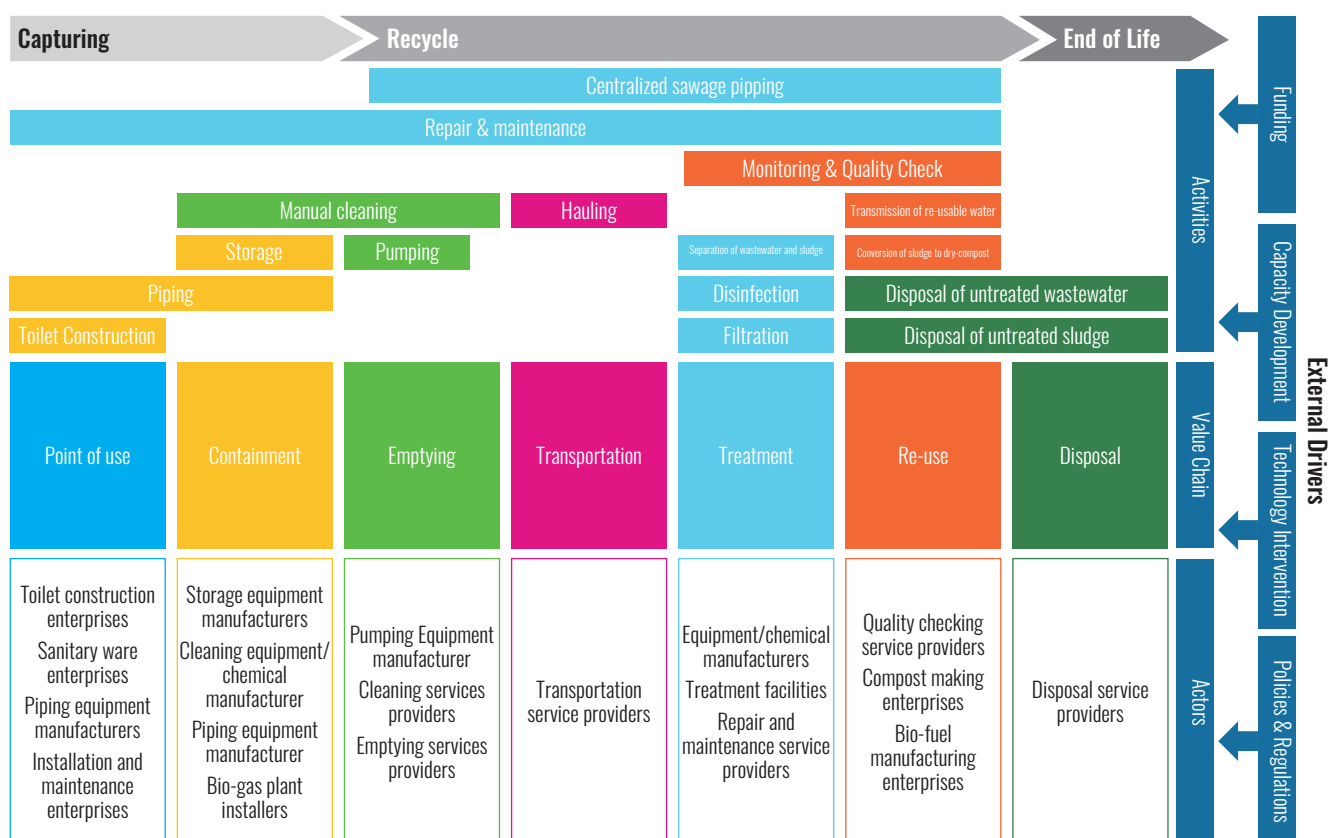 Capturing
Recycle
End of Life
Centralized sawage pipping
Repair & maintenance
Monitoring & Quality Check
Manual cleaning
Hauling
Transmission of re-usable water
Storage
Pumping
Separation of wastewater and sludge
Conversion of sludge to dry-compost
Piping
Disinfection
Disposal of untreated wastewater
Toilet Construction
Filtration
Disposal of untreated sludge
Activities
Point of use
Containment
Emptying
Transportation
Treatment
Re-use
Disposal
Value Chain
Toilet construction
enterprises
Sanitary ware
enterprises
Piping equipment
manufacturers
Installation and
maintenance
enterprises
Storage equipment
manufacturers
Cleaning equipment/
chemical
manufacturer
Piping equipment
manufacturer
Bio-gas plant
installers
Pumping Equipment
manufacturer
Cleaning services
providers
Emptying services
providers
Transportation
service providers
Equipment/chemical
manufacturers
Treatment facilities
Repair and
maintenance service
providers
Quality checking
service providers
Compost making
enterprises
Bio-fuel
manufacturing
enterprises
Disposal service
providers
Actors
Funding
Capacity Development
Technology Intervention
Policies & Regulations
External Drivers